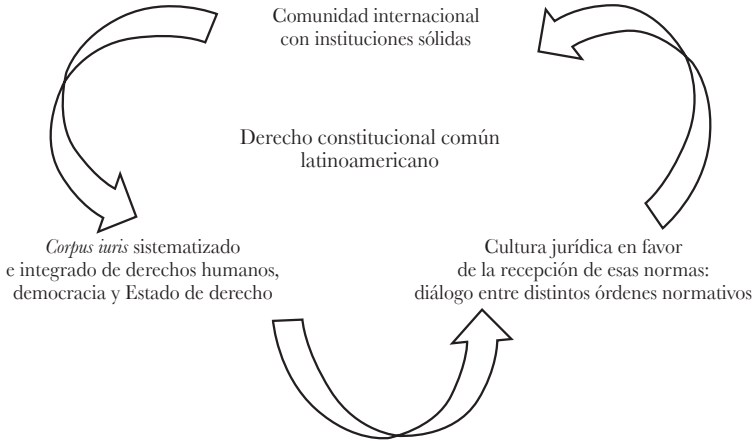 Comunidad internacional
con instituciones sólidas
Derecho constitucional común
latinoamericano
Corpus iuris sistematizado
e integrado de derechos humanos,
democracia y Estado de derecho
Cultura jurídica en favor
de la recepción de esas normas:
diálogo entre distintos órdenes normativos